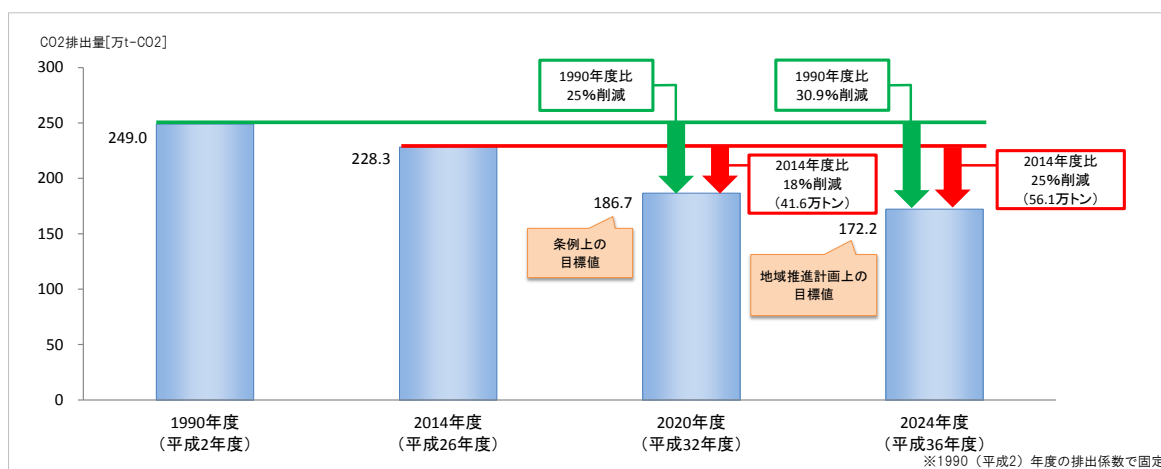 CO2排出量[万t-CO2]
300
250
200
150
100
50
0
249.0
228.3
186.7
172.2
1990年度比
25%削減
1990年度比
30.9%削減
2014年度比
18%削減
（41.6万トン）
2014年度比
25%削減
（56.1万トン）
条例上の
目標値
地域推進計画上の
目標値
1990年度
（平成2年度）
2014年度
（平成26年度）
2020年度
（平成32年度）
2024年度
（平成36年度）
※1990（平成2）年度の排出係数で固定